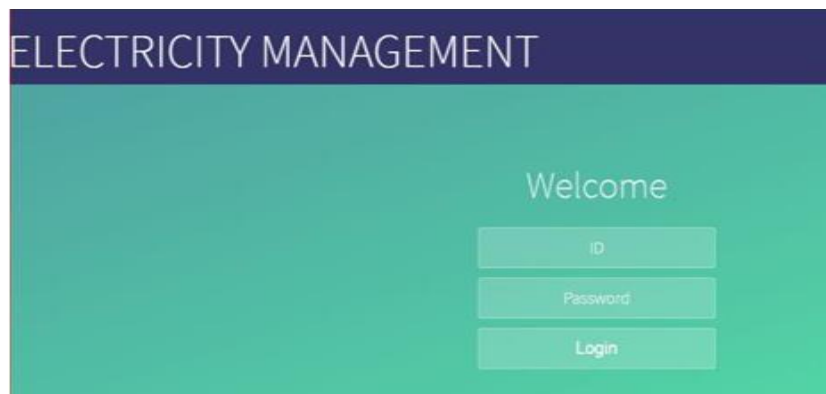 ELECTRICITY MANAGEMENT
Welcome
ID
Password
Login